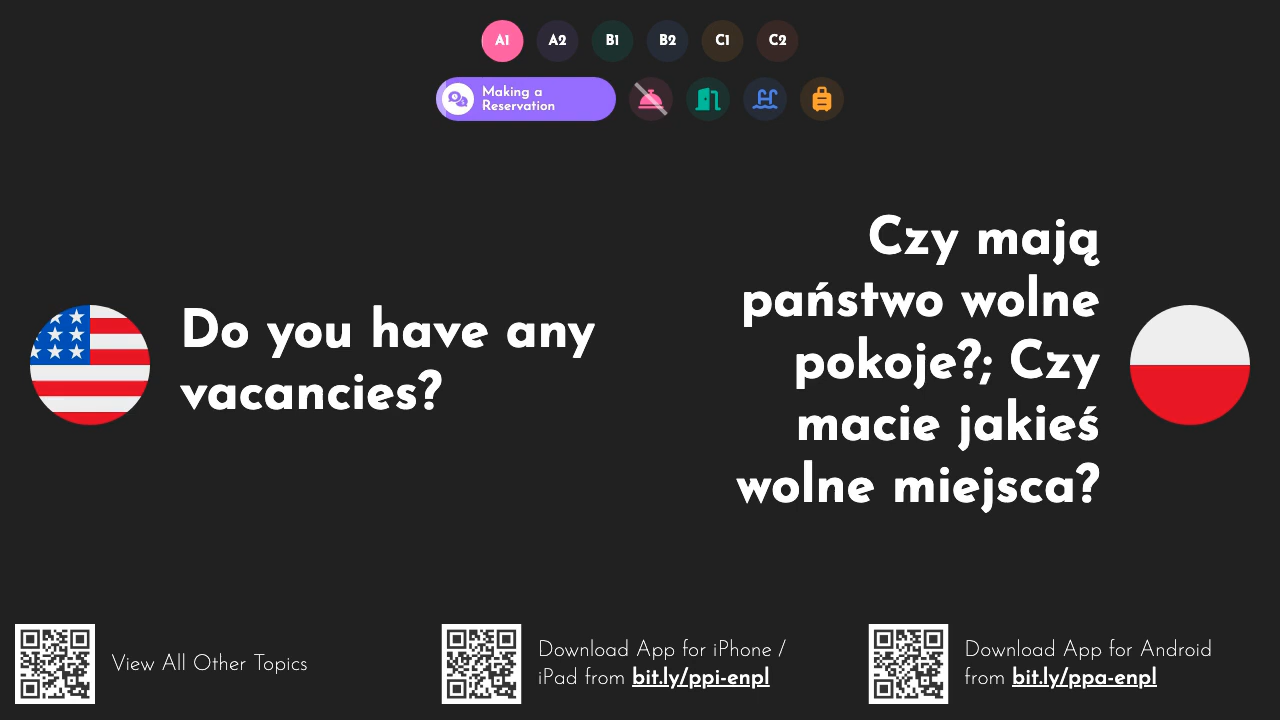 A1 A2 B1 B2 C1 C2
Making a
Reservation
Do you have any
vacancies?
Czy mają
państwo wolne
pokoje?; Czy
macie jakieś
wolne miejsca?
View All Other Topics
Download App for iPhone /
iPad from bit.ly/ppi-enpl
Download App for Android
from bit.ly/ppa-enpl